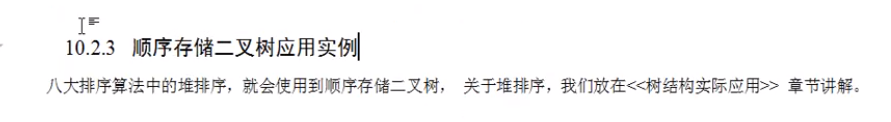 10.2.3 顺序存储二叉树应用实例
八大排序算法中的堆排序，就会使用到顺序存储二叉树， 关于堆排序，我们放在<<树结构实际应用>> 章节讲解。